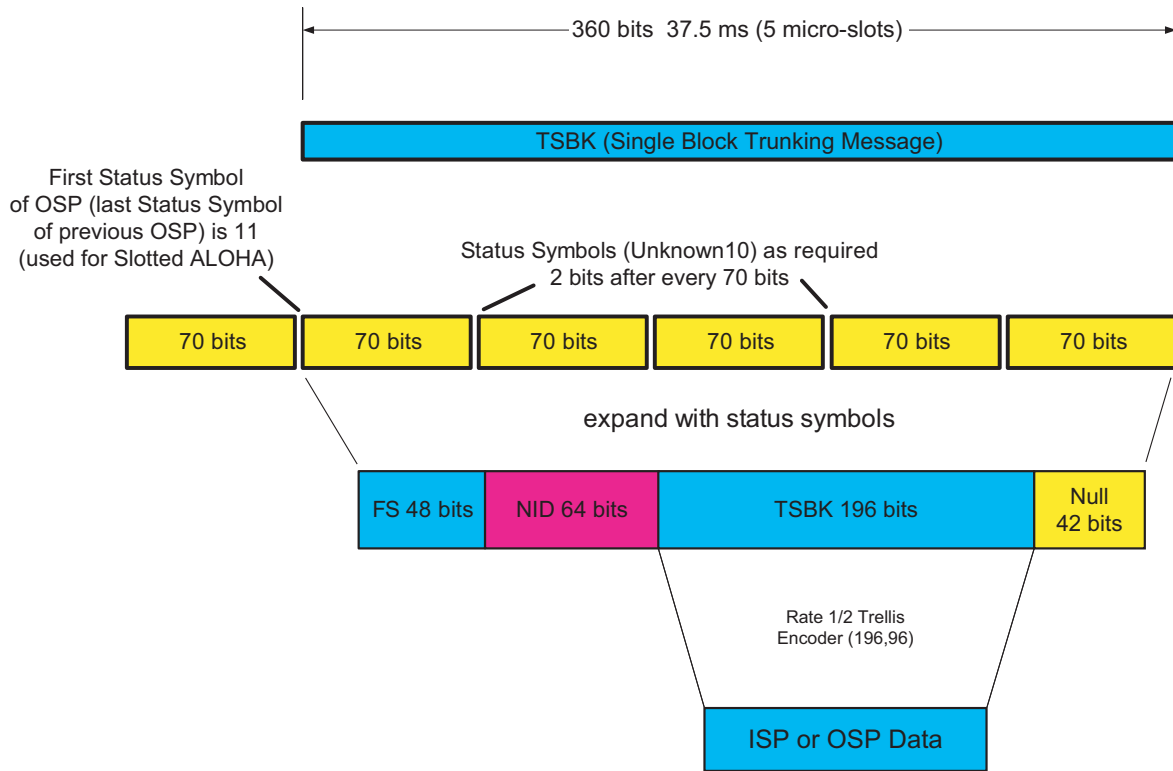 360 bits  37.5 ms (5 micro-slots)
TSBK (Single Block Trunking Message)
First Status Symbol
of OSP (last Status Symbol
of previous OSP) is 11
(used for Slotted ALOHA)
Status Symbols (Unknown10) as required
2 bits after every 70 bits
70 bits
70 bits
70 bits
70 bits
70 bits
70 bits
expand with status symbols
FS 48 bits
NID 64 bits
TSBK 196 bits
Null
42 bits
Rate 1/2 Trellis
Encoder (196,96)
ISP or OSP Data